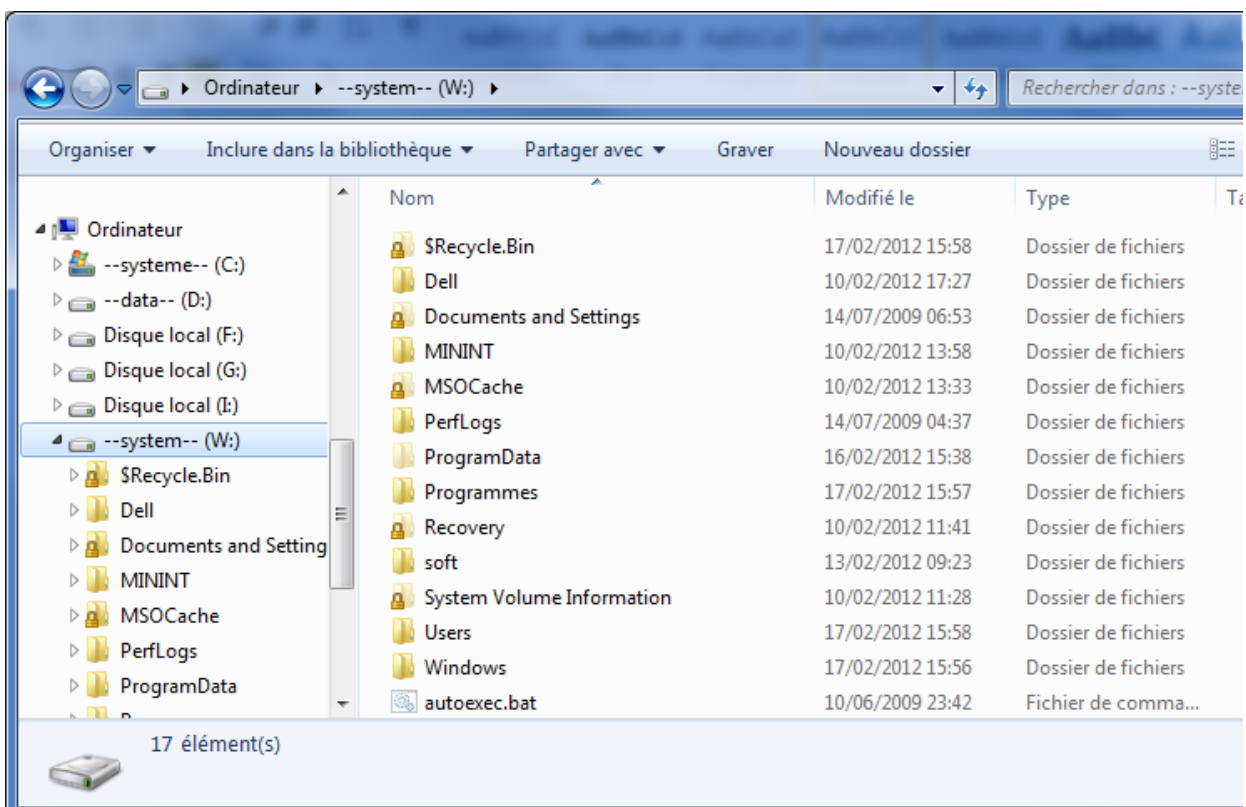 Ordinateur --system-- (W:) Rechercher dans : --syste
Organiser Inclure dans la bibliothèque Partager avec Graver Nouveau dossier
Nom Modifié le Type Ta
Ordinateur
--systeme-- (C:)
--data-- (D:)
Disque local (F:)
Disque local (G:)
Disque local (I:)
--system-- (W:)
$Recycle.Bin
Dell
Documents and Setting
MININT
MSOCache
PerfLogs
ProgramData
$Recycle.Bin 17/02/2012 15:58 Dossier de fichiers
Dell 10/02/2012 17:27 Dossier de fichiers
Documents and Settings 14/07/2009 06:53 Dossier de fichiers
MININT 10/02/2012 13:58 Dossier de fichiers
MSOCache 10/02/2012 13:33 Dossier de fichiers
PerfLogs 14/07/2009 04:37 Dossier de fichiers
ProgramData 16/02/2012 15:38 Dossier de fichiers
Programmes 17/02/2012 15:57 Dossier de fichiers
Recovery 10/02/2012 11:41 Dossier de fichiers
soft 13/02/2012 09:23 Dossier de fichiers
System Volume Information 10/02/2012 11:28 Dossier de fichiers
Users 17/02/2012 15:58 Dossier de fichiers
Windows 17/02/2012 15:56 Dossier de fichiers
autoexec.bat 10/06/2009 23:42 Fichier de comma...
17 élément(s)